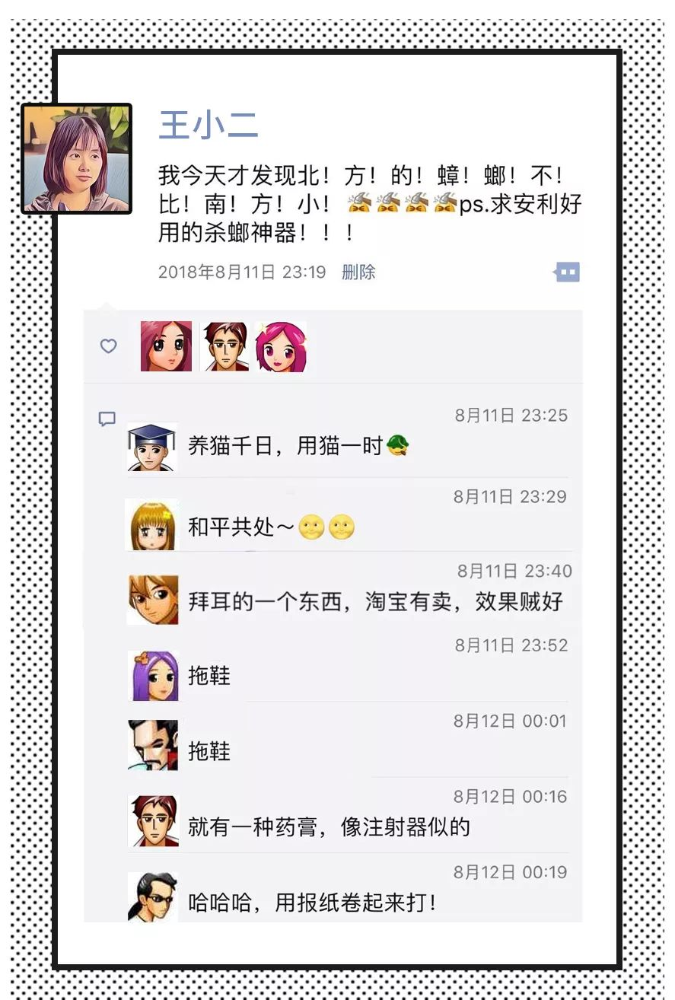 王小二
我今天才发现北！方！的！蟑！螂！不！
比！南！方！小！ps.求安利好
用的杀螂神器！！！
2018年8月11日 23:19 删除
8月11日 23:25
养猫千日，用猫一时
8月11日 23:29
和平共处～
8月11日 23:40
拜耳的一个东西，淘宝有卖，效果贼好
8月11日 23:52
拖鞋
8月12日 00:01
拖鞋
8月12日 00:16
就有一种药膏，像注射器似的
8月12日 00:19
哈哈哈，用报纸卷起来打！